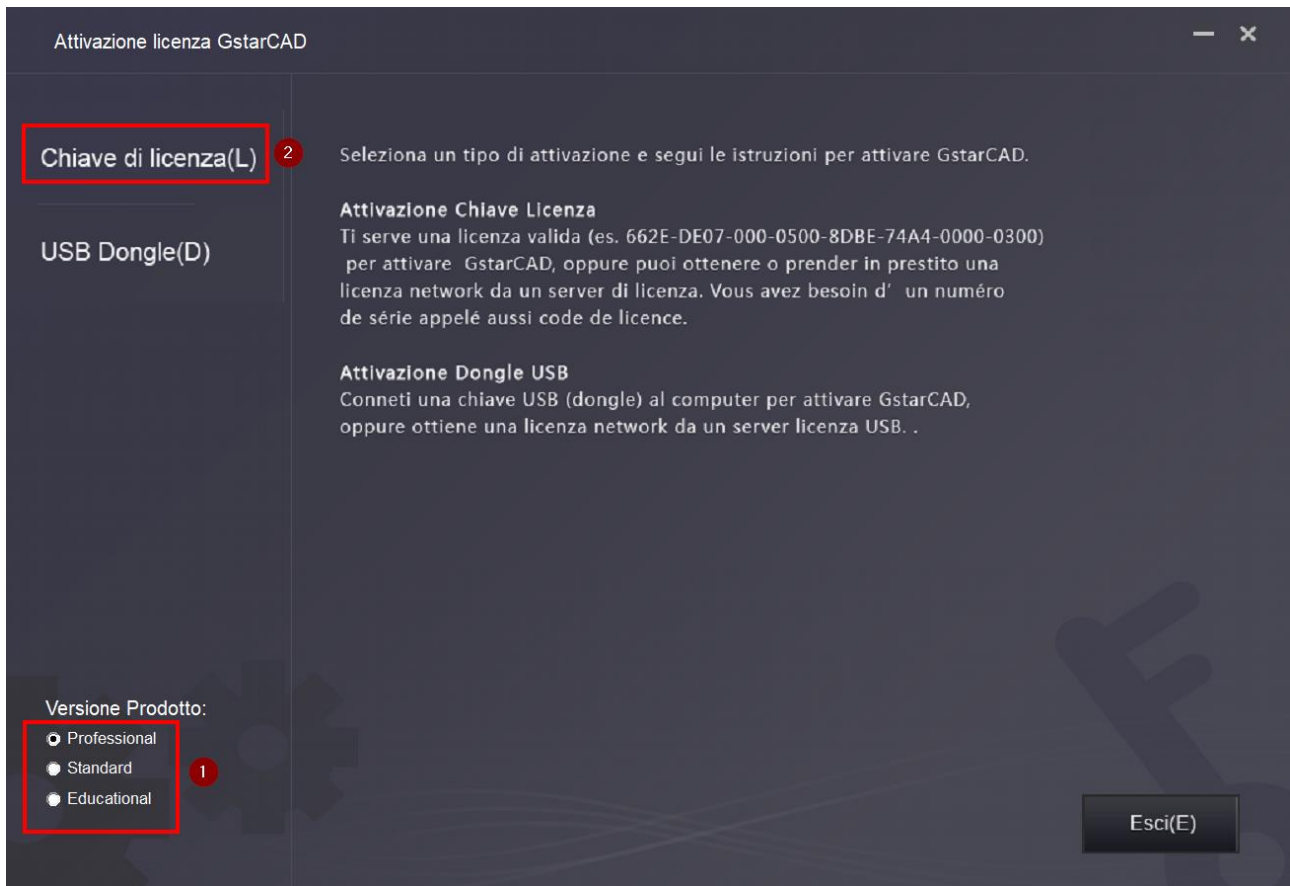 Attivazione licenza GstarCAD
Chiave di licenza(L)
2
USB Dongle(D)
Seleziona un tipo di attivazione e segui le istruzioni per attivare GstarCAD.
Attivazione Chiave Licenza
Ti serve una licenza valida (es. 662E-DE07-000-0500-8DBE-74A4-0000-0300)
per attivare GstarCAD, oppure puoi ottenere o prender in prestito una
licenza network da un server di licenza. Vous avez besoin d' un numéro
de série appelé aussi code de licence.
Attivazione Dongle USB
Conneti una chiave USB (dongle) al computer per attivare GstarCAD,
oppure ottiene una licenza network da un server licenza USB. .
Versione Prodotto:
Professional
Standard
Educational
1
Esci(E)